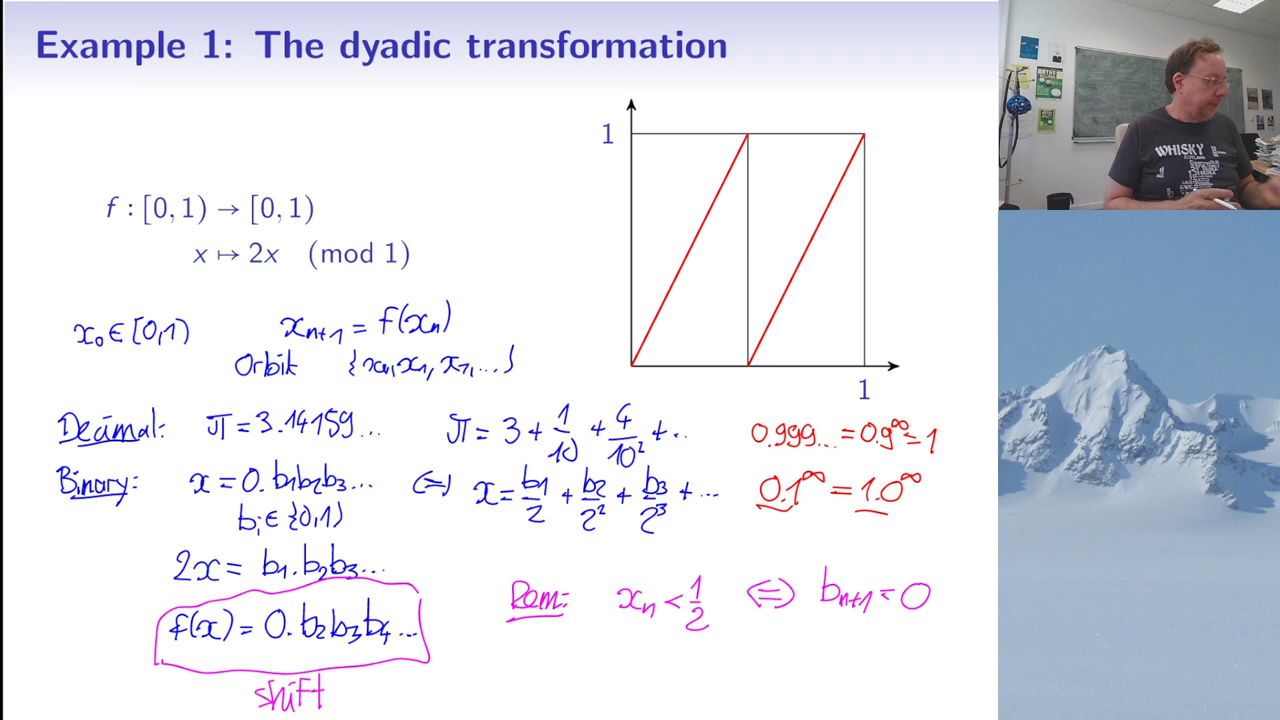 Example 1: The dyadic transformation
f : [0, 1) → [0, 1)
x ↦ 2x (mod 1)
1
1
x₀ ∈ [0,1) xₙ₊₁ = f(xₙ)
Orbit
Decimal: π = 3.14159... π = 3 + 1/10 + 4/10² + ... 0.999... = 0.9^∞ = 1
Binary: x = 0.b₁b₂b₃... ⇔ x = b₁/2 + b₂/2² + b₃/2³ + ... 0.1^∞ = 1.0^∞
bᵢ ∈ {0,1}
2x = b₁.b₂b₃...
f(x) = 0.b₂b₃b₄...
shift
Rem: xₙ < 1/2 ⇔ bₙ₊₁ = 0
WHISKY